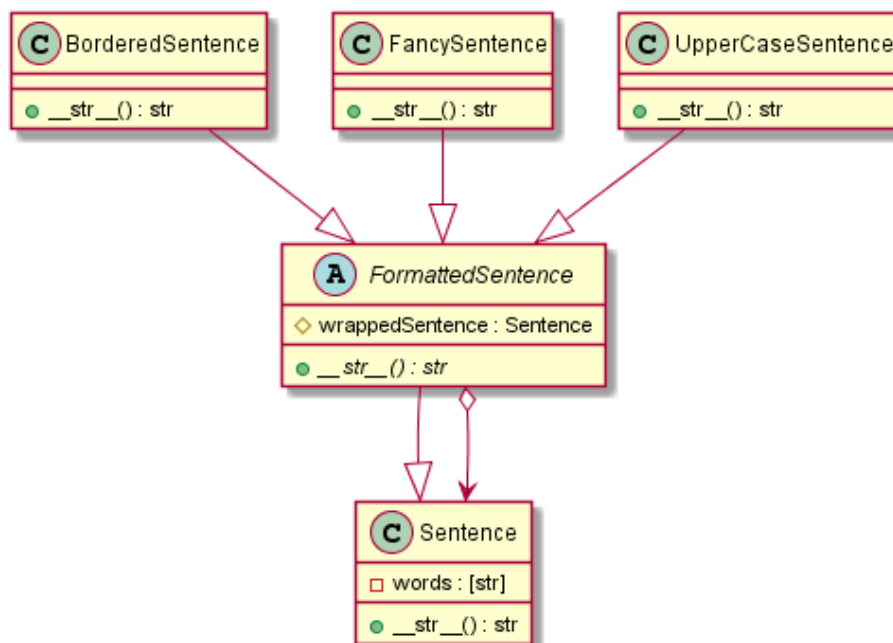 C BorderedSentence
__str__() : str
C FancySentence
__str__() : str
C UpperCaseSentence
__str__() : str
A FormattedSentence
wrappedSentence : Sentence
__str__() : str
C Sentence
words : [str]
__str__() : str